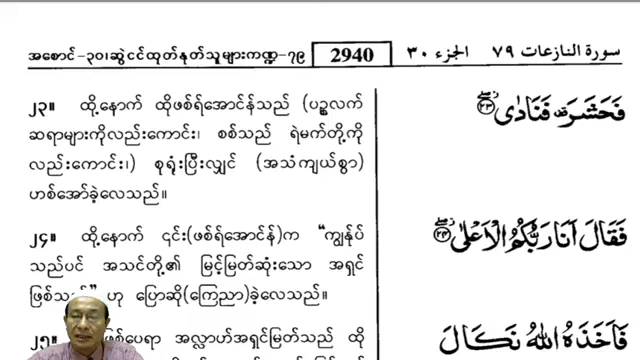 အစောင်-၃၀၊ဆွဲငင်ထုတ်နုတ်သူများကဏ္ဍ-၇၉ 2940 سورة النازعات ٧٩ الجزء ٣٠
၂၃။ ထို့နောက် ထိုဖစ်ရ်အောင်န်သည် (ပဉ္စလက်
ဆရာများကိုလည်းကောင်း၊ စစ်သည် ရဲမက်တို့ကို
လည်းကောင်း၊) စုရုံးပြီးလျှင် (အသံကျယ်စွာ)
ဟစ်အော်ခဲ့လေသည်။
فَحَشَرَ فَنَادٰى ٢٣
၂၄။ ထို့နောက် ၎င်း(ဖစ်ရ်အောင်န်)က "ကျွန်ုပ်
သည်ပင် အသင်တို့၏ မြင့်မြတ်ဆုံးသော အရှင်
ဖြစ်သည်" ဟု ပြောဆို(ကြေညာ)ခဲ့လေသည်။
فَقَالَ اَنَا رَبُّكُمُ الْاَعْلٰى ٢٤
၂၅။ အလ္လာဟ်အရှင်မြတ်သည် ထို
فَاَخَذَهُ اللّٰهُ نَكَالَ